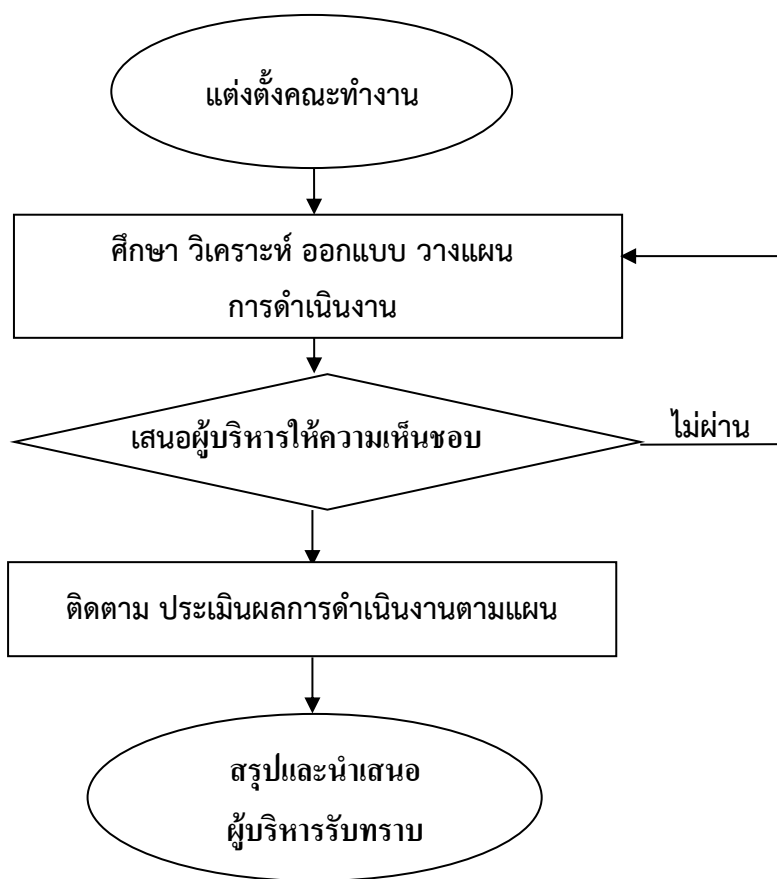 แต่งตั้งคณะทำงาน
ศึกษา วิเคราะห์ ออกแบบ วางแผน
การดำเนินงาน
เสนอผู้บริหารให้ความเห็นชอบ
ไม่ผ่าน
ติดตาม ประเมินผลการดำเนินงานตามแผน
สรุปและนำเสนอ
ผู้บริหารรับทราบ